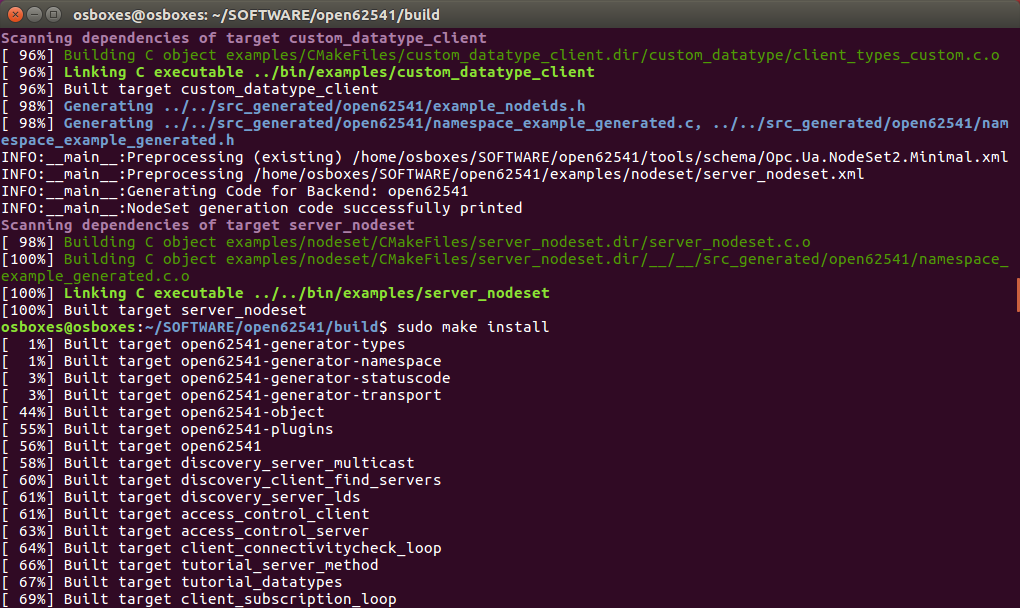 osboxes@osboxes: ~/SOFTWARE/open62541/build
Scanning dependencies of target custom_datatype_client
[ 96%] Building C object examples/CMakeFiles/custom_datatype_client.dir/custom_datatype/client_types_custom.c.o
[ 96%] Linking C executable ../bin/examples/custom_datatype_client
[ 96%] Built target custom_datatype_client
[ 98%] Generating ../../src_generated/open62541/example_nodeids.h
[ 98%] Generating ../../src_generated/open62541/namespace_example_generated.c, ../../src_generated/open62541/nam
espace_example_generated.h
INFO:__main__:Preprocessing (existing) /home/osboxes/SOFTWARE/open62541/tools/schema/Opc.Ua.NodeSet2.Minimal.xml
INFO:__main__:Preprocessing /home/osboxes/SOFTWARE/open62541/examples/nodeset/server_nodeset.xml
INFO:__main__:Generating Code for Backend: open62541
INFO:__main__:NodeSet generation code successfully printed
Scanning dependencies of target server_nodeset
[ 98%] Building C object examples/nodeset/CMakeFiles/server_nodeset.dir/server_nodeset.c.o
[100%] Building C object examples/nodeset/CMakeFiles/server_nodeset.dir/__/__/src_generated/open62541/namespace_
example_generated.c.o
[100%] Linking C executable ../../bin/examples/server_nodeset
[100%] Built target server_nodeset
osboxes@osboxes:~/SOFTWARE/open62541/build$ sudo make install
[  1%] Built target open62541-generator-types
[  1%] Built target open62541-generator-namespace
[  3%] Built target open62541-generator-statuscode
[  3%] Built target open62541-generator-transport
[ 44%] Built target open62541-object
[ 55%] Built target open62541-plugins
[ 56%] Built target open62541
[ 58%] Built target discovery_server_multicast
[ 60%] Built target discovery_client_find_servers
[ 61%] Built target discovery_server_lds
[ 61%] Built target access_control_client
[ 63%] Built target access_control_server
[ 64%] Built target client_connectivitycheck_loop
[ 66%] Built target tutorial_server_method
[ 67%] Built target tutorial_datatypes
[ 69%] Built target client_subscription_loop